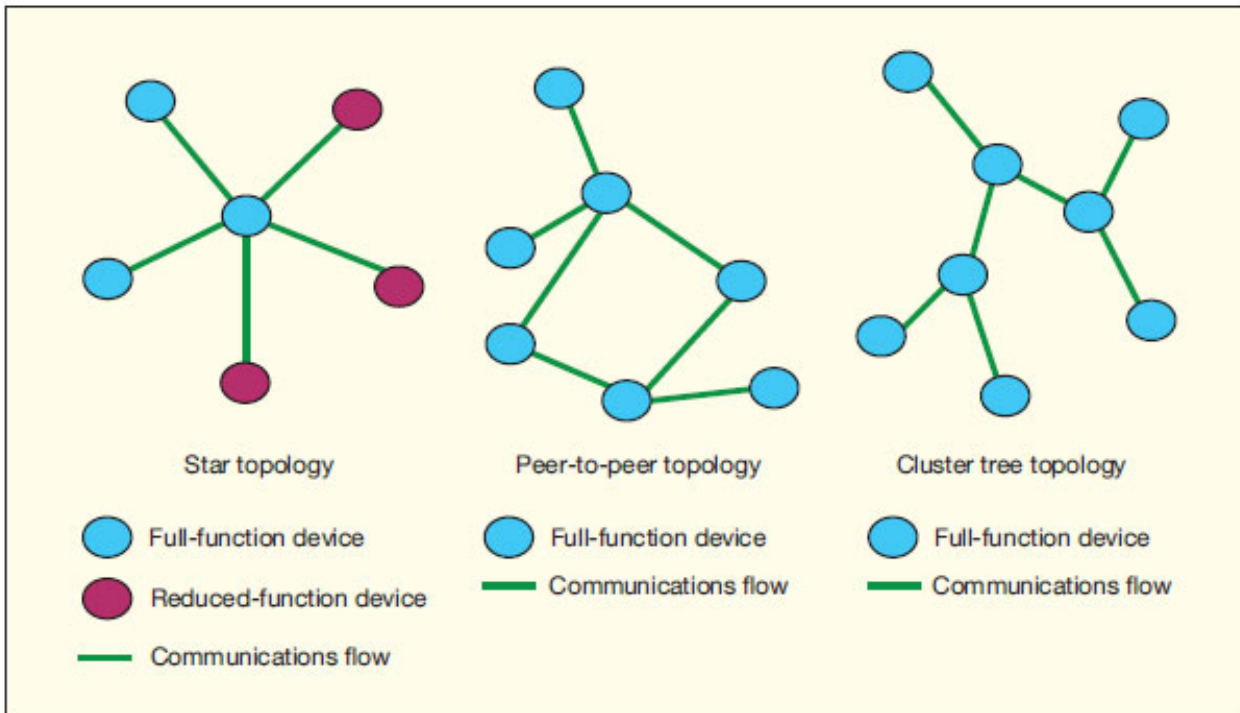 Star topology
Peer-to-peer topology
Cluster tree topology
Full-function device
Reduced-function device
Communications flow
Full-function device
Communications flow
Full-function device
Communications flow